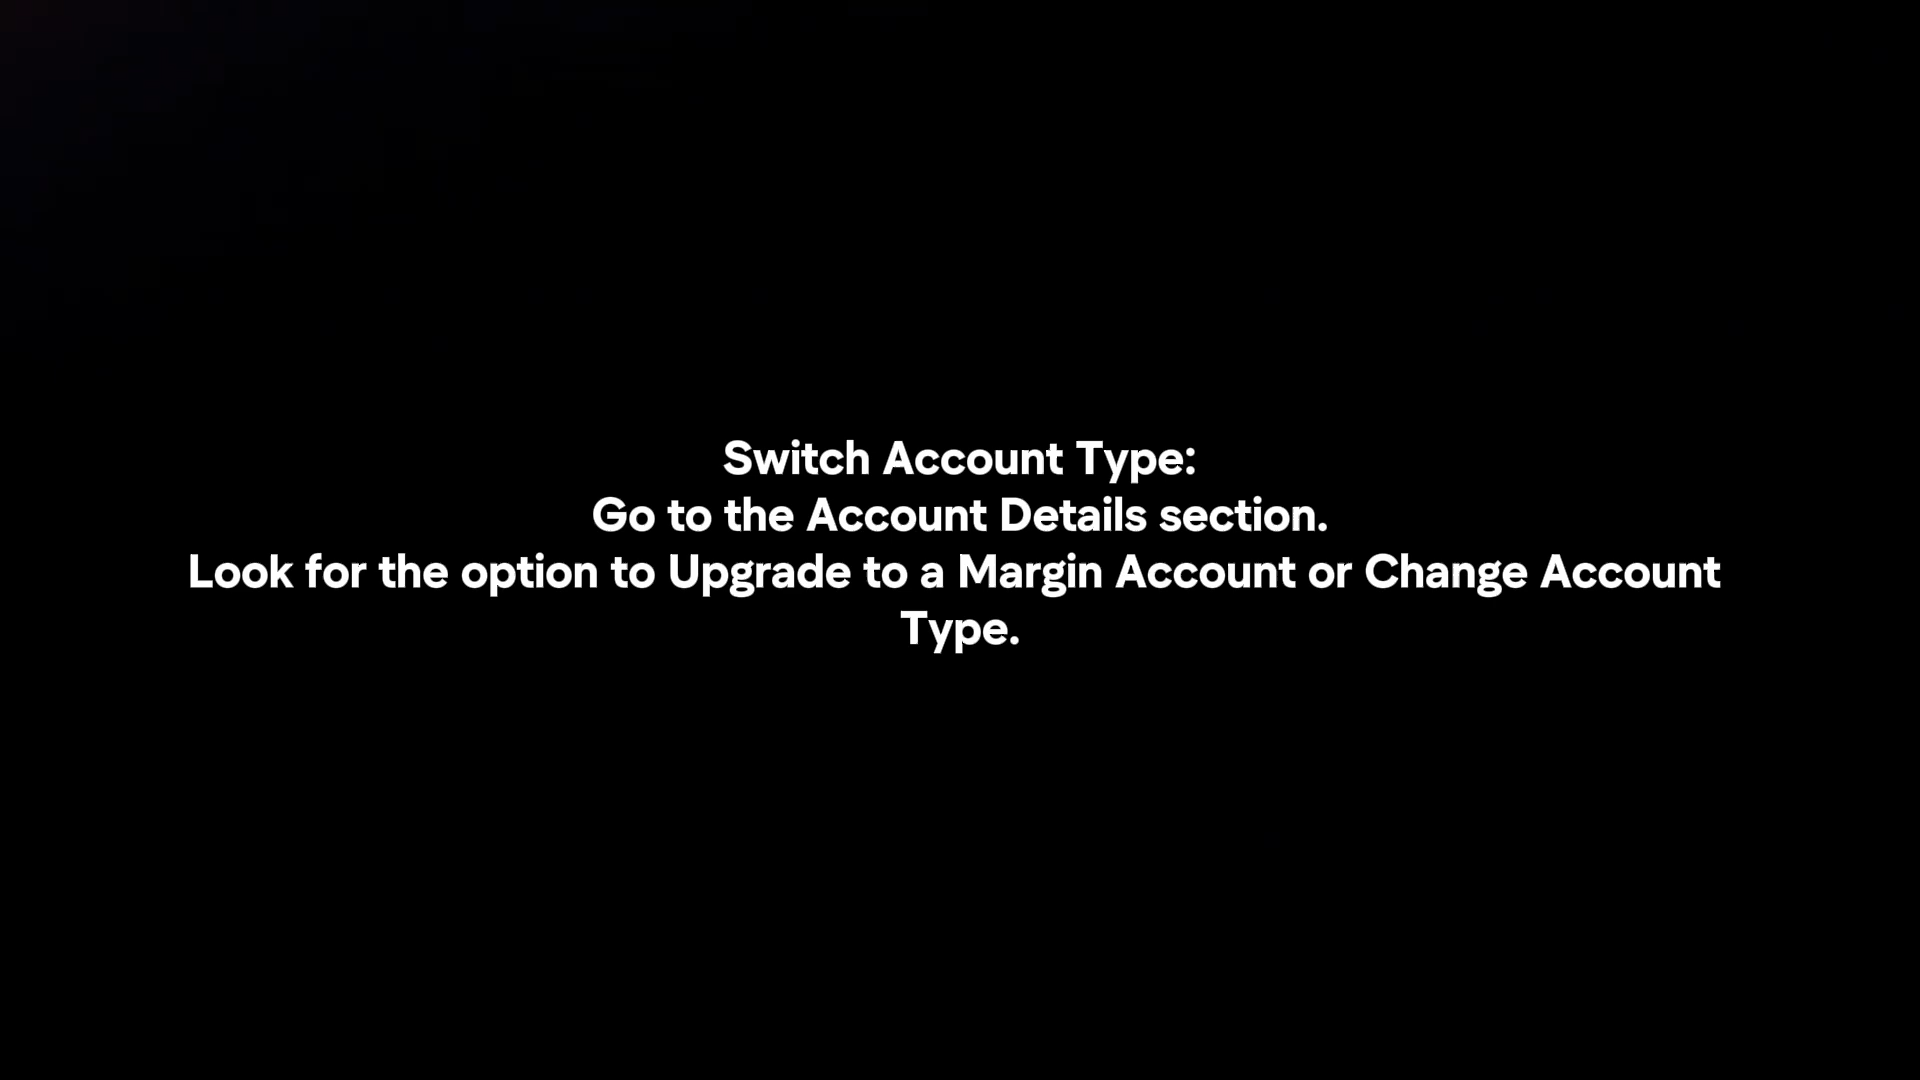 Switch Account Type:
Go to the Account Details section.
Look for the option to Upgrade to a Margin Account or Change Account
Type.